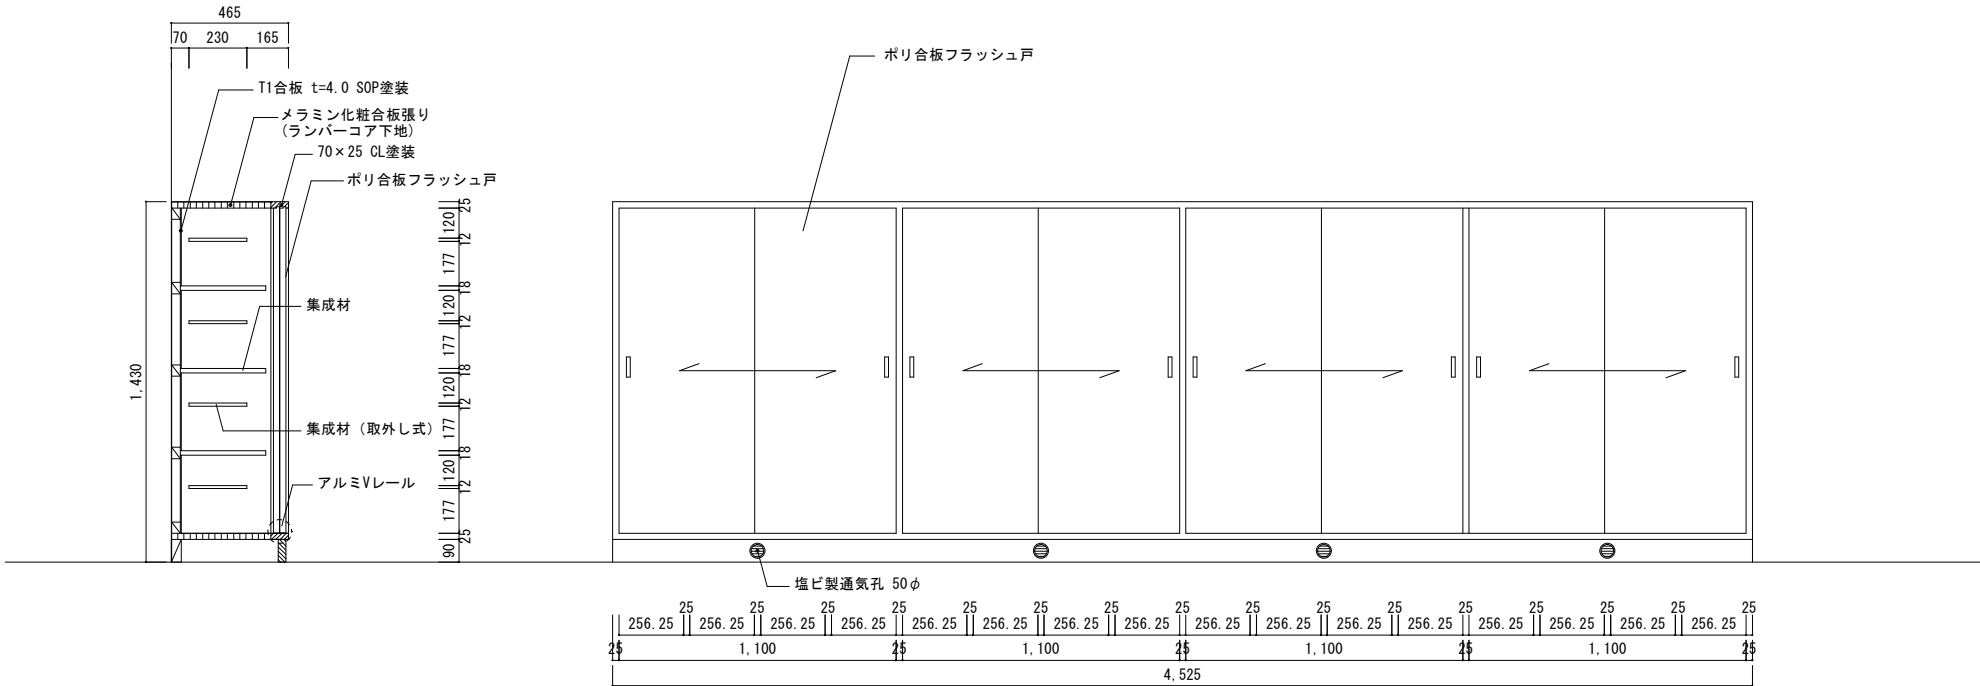 465
70 230 165
T1合板 t=4.0 SOP塗装
メラミン化粧合板張り
(ランバーコア下地)
70×25 CL塗装
ポリ合板フラッシュ戸
集成材
集成材（取外し式）
アルミVレール
1,430
25
120
12
177
18
120
12
177
18
120
12
177
18
120
12
177
25
90
ポリ合板フラッシュ戸
塩ビ製通気孔 50φ
25 25 25 25 25 25 25 25 25 25 25 25 25 25 25 25
256.25 256.25 256.25 256.25 256.25 256.25 256.25 256.25 256.25 256.25 256.25 256.25 256.25 256.25 256.25 256.25
25 1,100 25 1,100 25 1,100 25 1,100 25
4,525